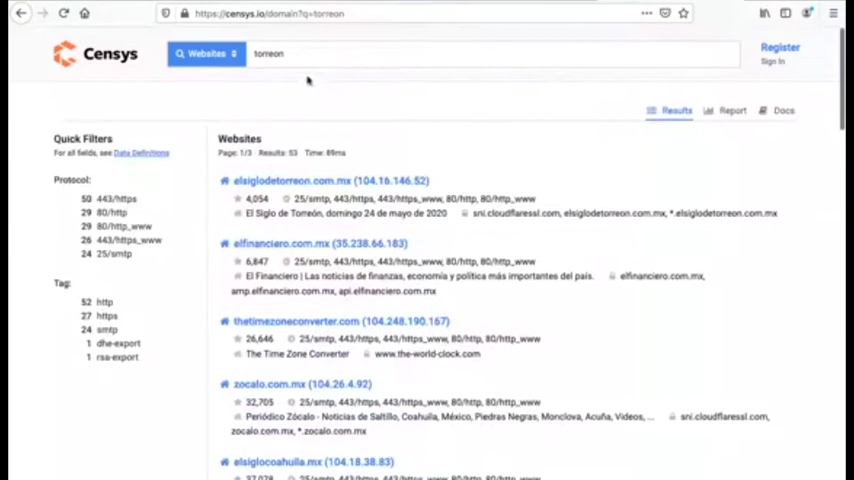 https://censys.io/domain?q=torreon
Censys
Websites
torreon
Register
Sign In
Results
Report
Docs
Quick Filters
For all fields, see Data Definitions
Protocol:
50 443/https
29 80/http
29 80/http_www
26 443/https_www
24 25/smtp
Tag:
52 http
27 https
24 smtp
1 dhe-export
1 rsa-export
Websites
Page: 1/3 Results: 53 Time: 89ms
elsiglodetorreon.com.mx (104.16.146.52)
4,054 25/smtp, 443/https, 443/https_www, 80/http, 80/http_www
El Siglo de Torreón, domingo 24 de mayo de 2020 sni.cloudflaressl.com, elsiglodetorreon.com.mx, *.elsiglodetorreon.com.mx
elfinanciero.com.mx (35.238.66.183)
6,847 25/smtp, 443/https, 443/https_www, 80/http, 80/http_www
El Financiero | Las noticias de finanzas, economía y política más importantes del país. elfinanciero.com.mx,
amp.elfinanciero.com.mx, api.elfinanciero.com.mx
thetimezoneconverter.com (104.248.190.167)
26,646 25/smtp, 443/https, 443/https_www, 80/http, 80/http_www
The Time Zone Converter www.the-world-clock.com
zocalo.com.mx (104.26.4.92)
32,705 25/smtp, 443/https, 443/https_www, 80/http, 80/http_www
Periódico Zócalo - Noticias de Saltillo, Coahuila, México, Piedras Negras, Monclova, Acuña, Videos, ... sni.cloudflaressl.com,
zocalo.com.mx, *.zocalo.com.mx
elsiglocoahuila.mx (104.18.38.83)
25/smtp, 443/https, 443/https_www, 80/http, 80/http_www